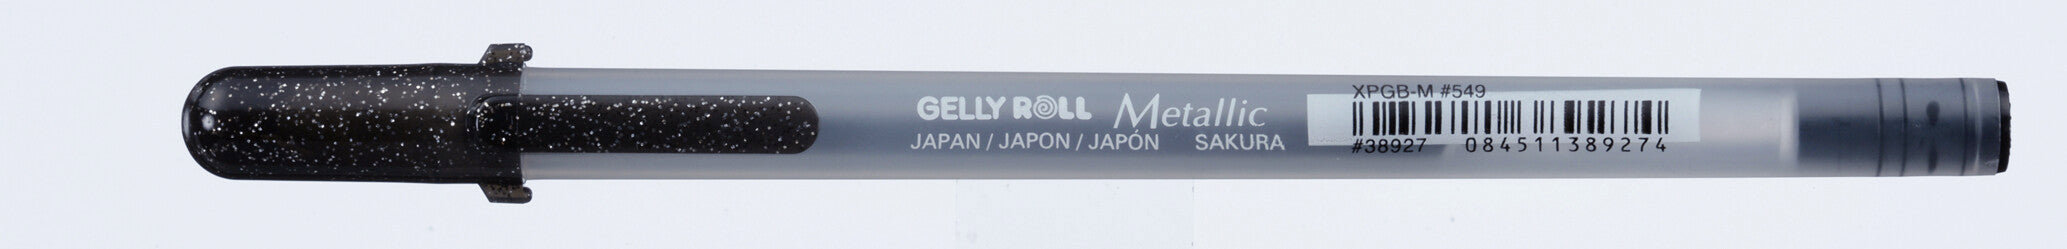 GELLY ROLL Metallic
JAPAN / JAPON / JAPÓN SAKURA
XPGB-M #549
#38927 084511389274